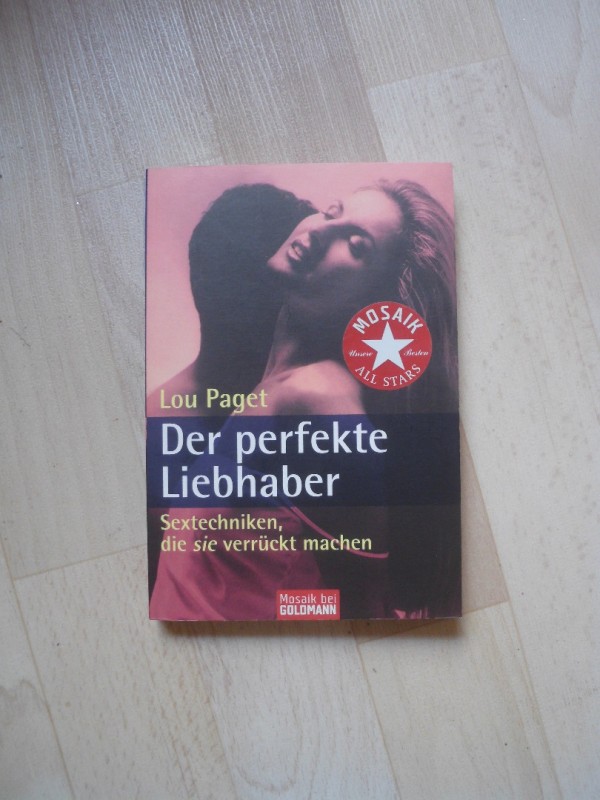 MOSAIK
Unsere Besten
ALL STARS
Lou Paget
Der perfekte
Liebhaber
Sextechniken,
die sie verrückt machen
Mosaik bei
GOLDMANN